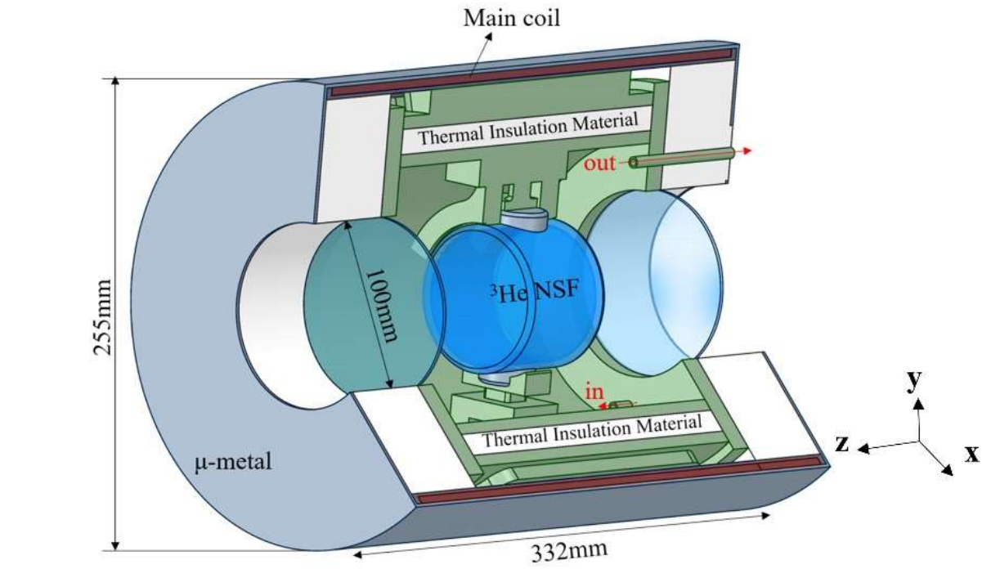 Main coil
Thermal Insulation Material
out
255mm
100mm
³He NSF
in
Thermal Insulation Material
y
z
x
μ-metal
332mm